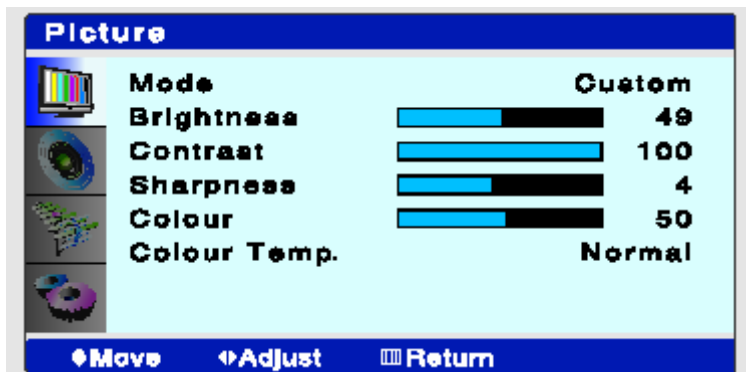 Picture
Mode Custom
Brightness 49
Contrast 100
Sharpness 4
Colour 50
Colour Temp. Normal
Move Adjust Return